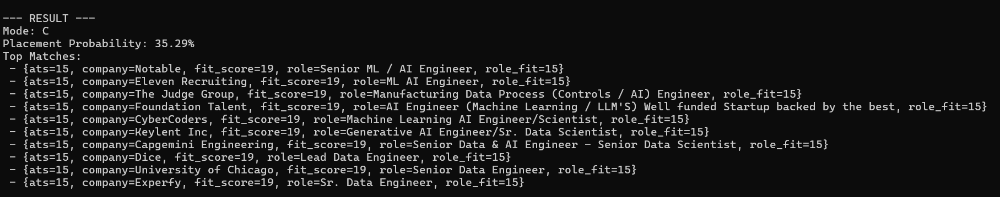 --- RESULT ---
Mode: C
Placement Probability: 35.29%
Top Matches:
- {ats=15, company=Notable, fit_score=19, role=Senior ML / AI Engineer, role_fit=15}
- {ats=15, company=Eleven Recruiting, fit_score=19, role=ML AI Engineer, role_fit=15}
- {ats=15, company=The Judge Group, fit_score=19, role=Manufacturing Data Process (Controls / AI) Engineer, role_fit=15}
- {ats=15, company=Foundation Talent, fit_score=19, role=AI Engineer (Machine Learning / LLM'S) Well funded Startup backed by the best, role_fit=15}
- {ats=15, company=CyberCoders, fit_score=19, role=Machine Learning AI Engineer/Scientist, role_fit=15}
- {ats=15, company=Keylent Inc, fit_score=19, role=Generative AI Engineer/Sr. Data Scientist, role_fit=15}
- {ats=15, company=Capgemini Engineering, fit_score=19, role=Senior Data & AI Engineer - Senior Data Scientist, role_fit=15}
- {ats=15, company=Dice, fit_score=19, role=Lead Data Engineer, role_fit=15}
- {ats=15, company=University of Chicago, fit_score=19, role=Senior Data Engineer, role_fit=15}
- {ats=15, company=Experfy, fit_score=19, role=Sr. Data Engineer, role_fit=15}